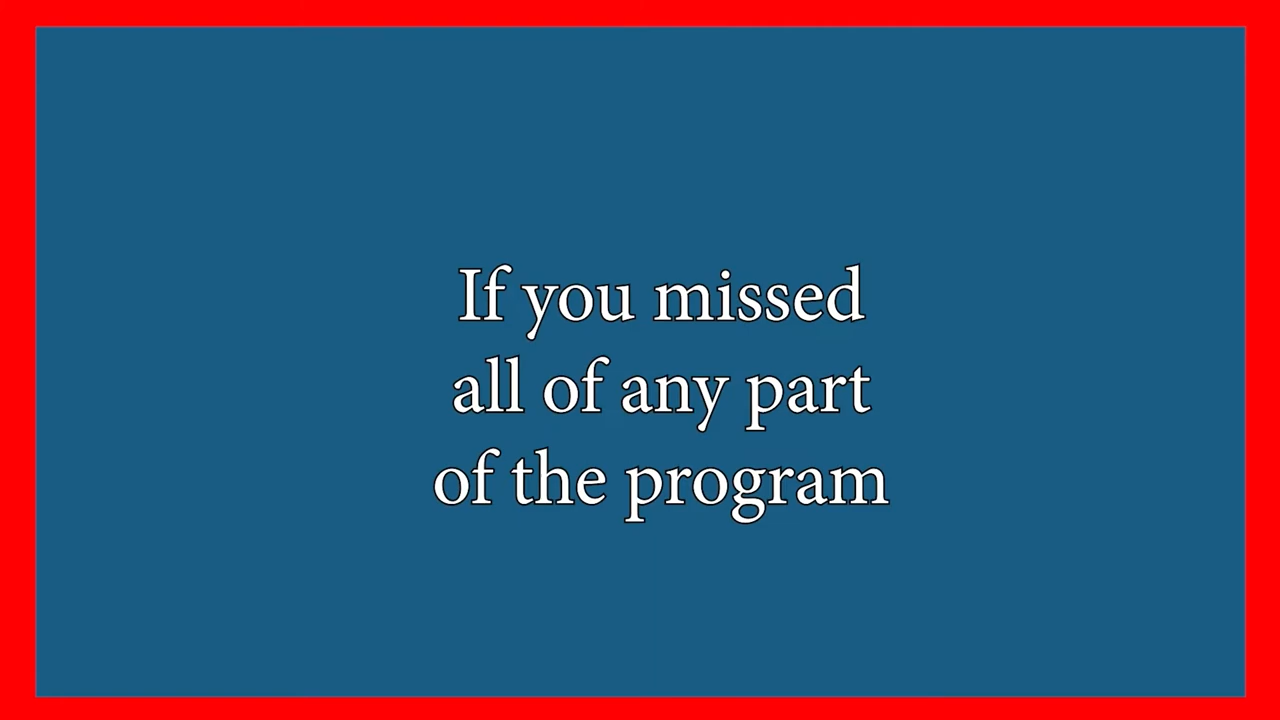 If you missed
all of any part
of the program